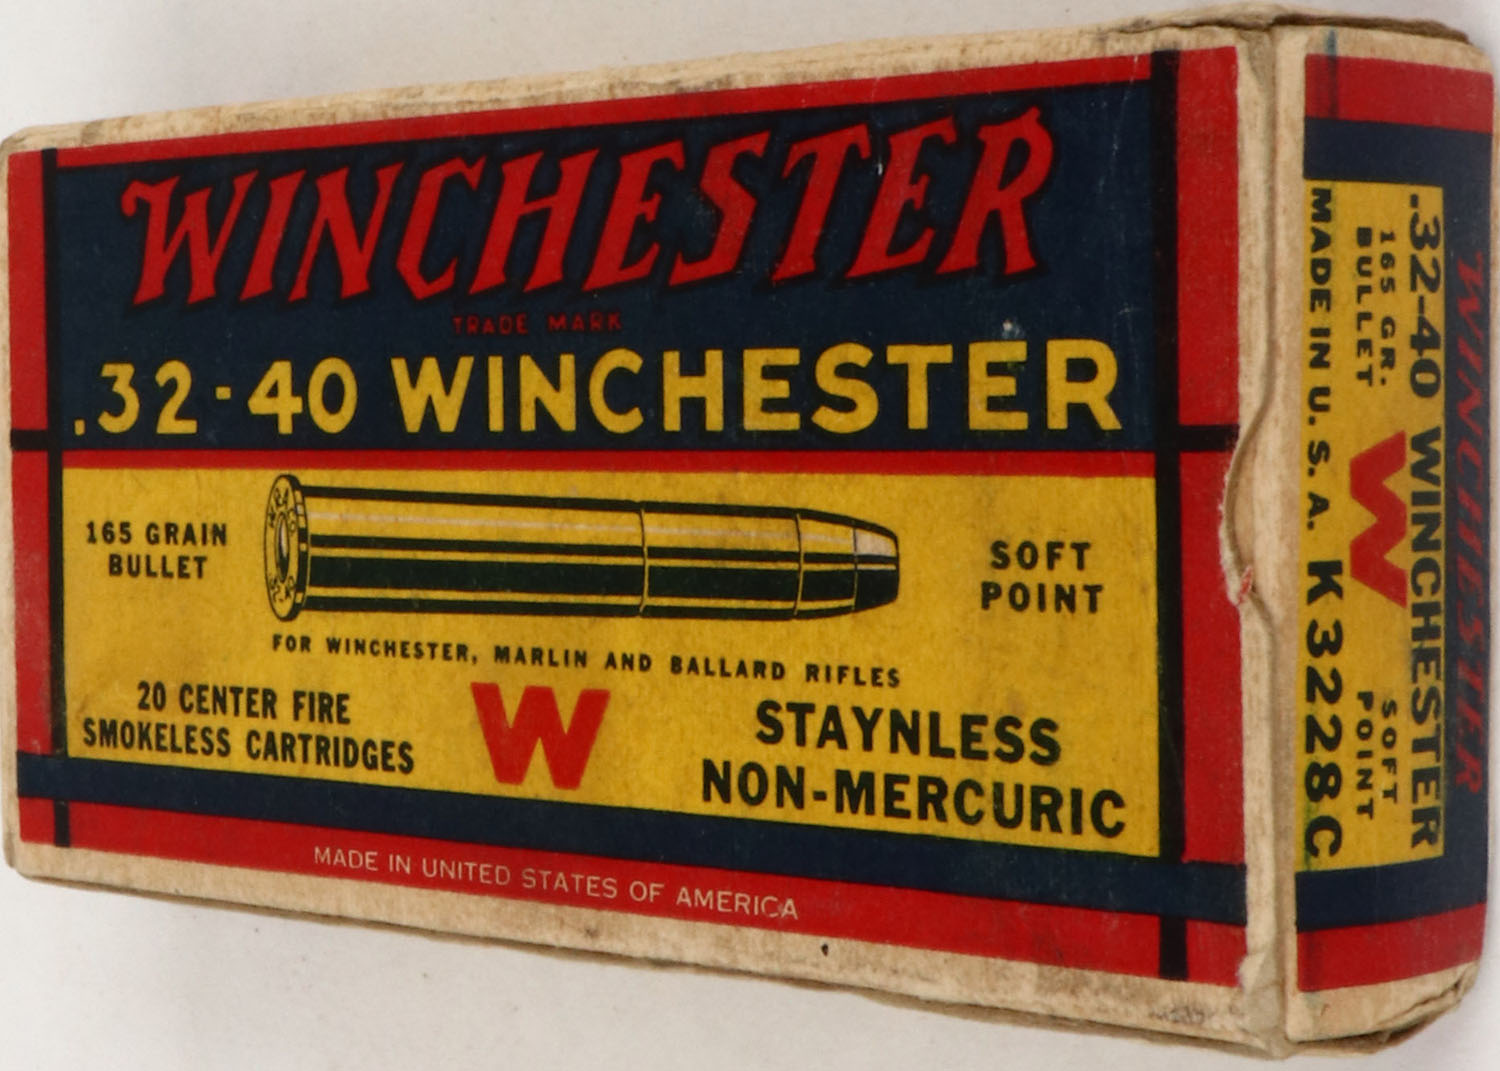 WINCHESTER
TRADE MARK
.32-40 WINCHESTER
165 GRAIN
BULLET
SOFT
POINT
FOR WINCHESTER, MARLIN AND BALLARD RIFLES
20 CENTER FIRE
SMOKELESS CARTRIDGES
W
STAYNLESS
NON-MERCURIC
MADE IN UNITED STATES OF AMERICA
WINCHESTER
.32-40 WINCHESTER
165 GR.
BULLET
W
SOFT
POINT
MADE IN U. S. A. K3228C